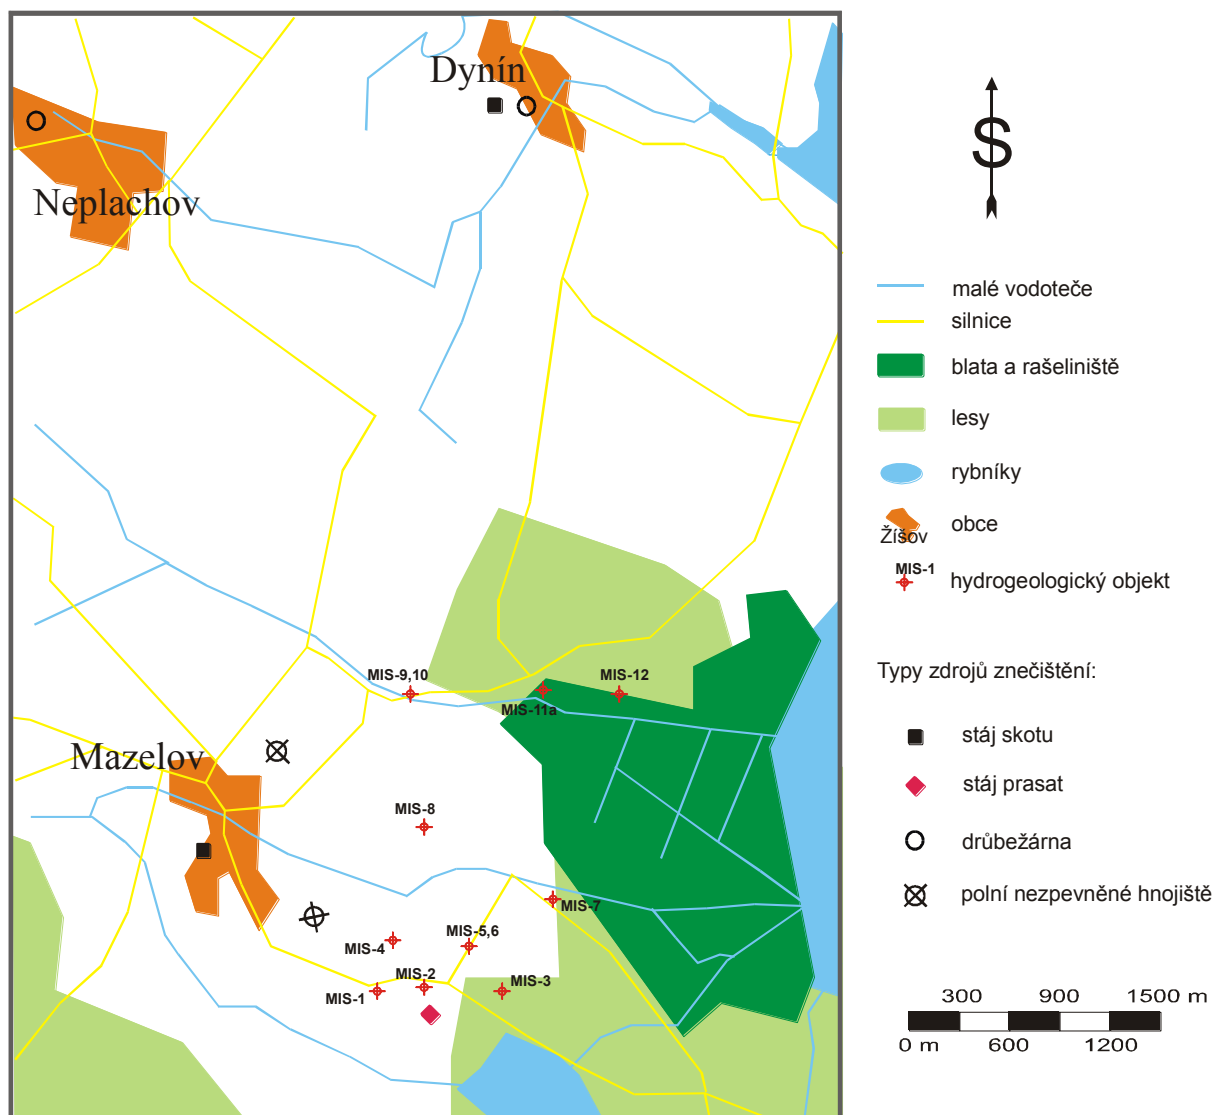 Dynín
Neplachov
MIS-9,10
MIS-12
MIS-11a
Mazelov
MIS-8
MIS-7
MIS-5,6
MIS-4
MIS-2
MIS-3
MIS-1
S
malé vodoteče
silnice
blata a rašeliniště
lesy
rybníky
obce
Žíšov
MIS-1
hydrogeologický objekt
Typy zdrojů znečištění:
stáj skotu
stáj prasat
drůbežárna
polní nezpevněné hnojiště
300 900 1500 m
0 m 600 1200